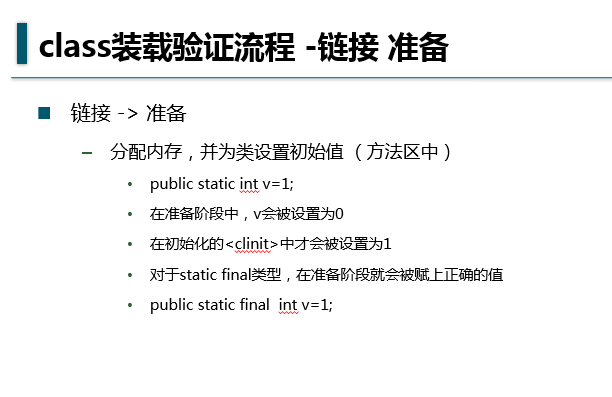 class装载验证流程 -链接 准备
链接 -> 准备
– 分配内存，并为类设置初始值 （方法区中）
• public static int v=1;
• 在准备阶段中，v会被设置为0
• 在初始化的<clinit>中才会被设置为1
• 对于static final类型，在准备阶段就会被赋上正确的值
• public static final  int v=1;